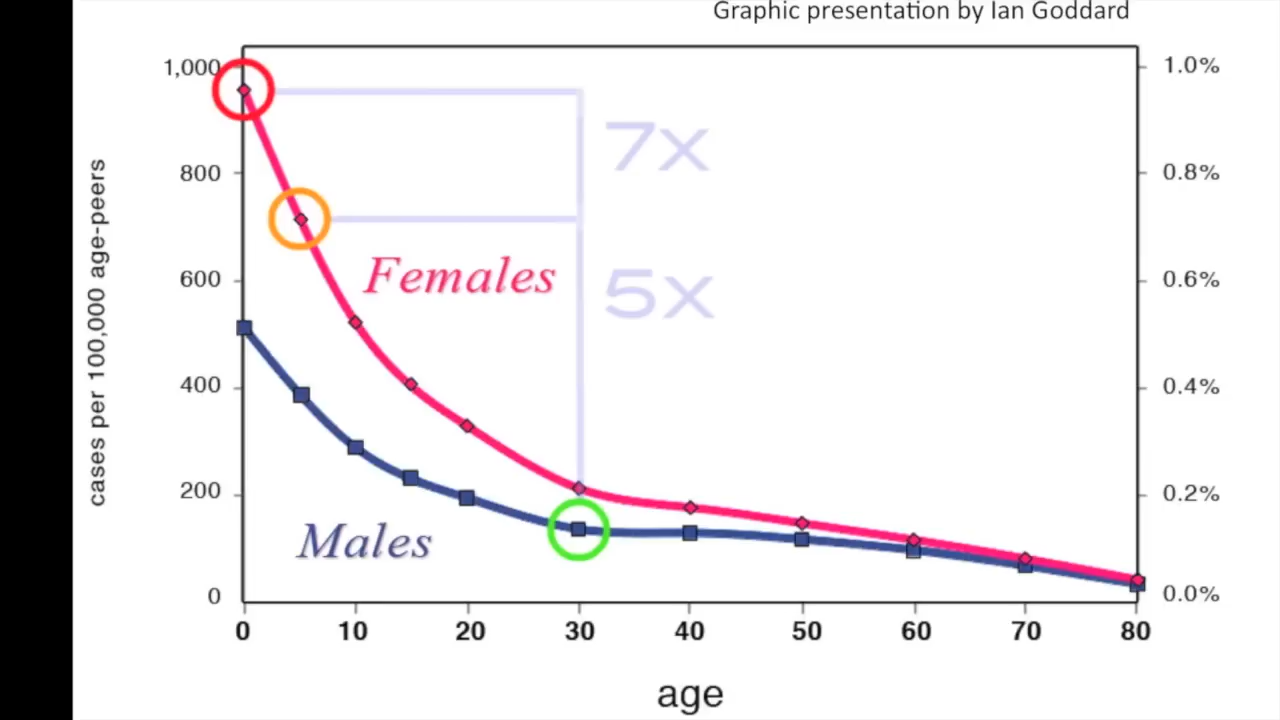 Graphic presentation by Ian Goddard
1,000
1.0%
7x
800
0.8%
Females
600
0.6%
5x
cases per 100,000 age-peers
400
0.4%
200
0.2%
Males
0
0.0%
0 10 20 30 40 50 60 70 80
age